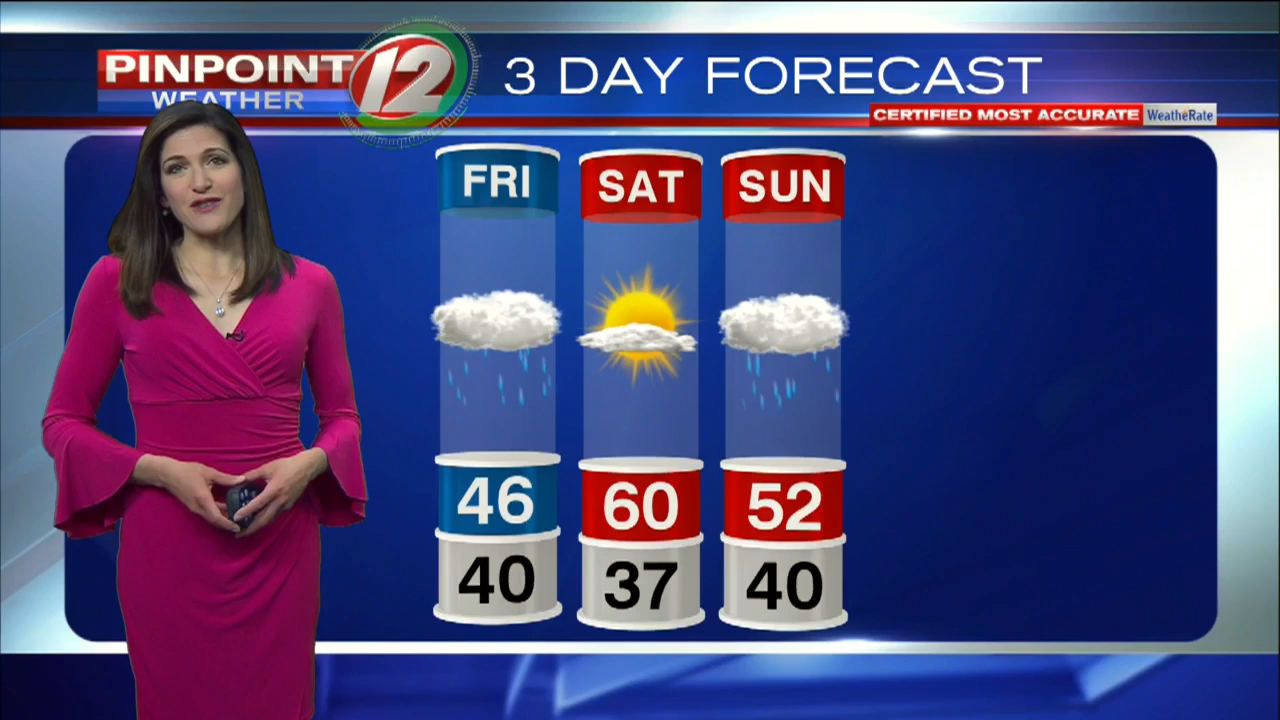 PINPOINT 12
WEATHER
3 DAY FORECAST
CERTIFIED MOST ACCURATE WeatheRate
FRI SAT SUN
46 60 52
40 37 40